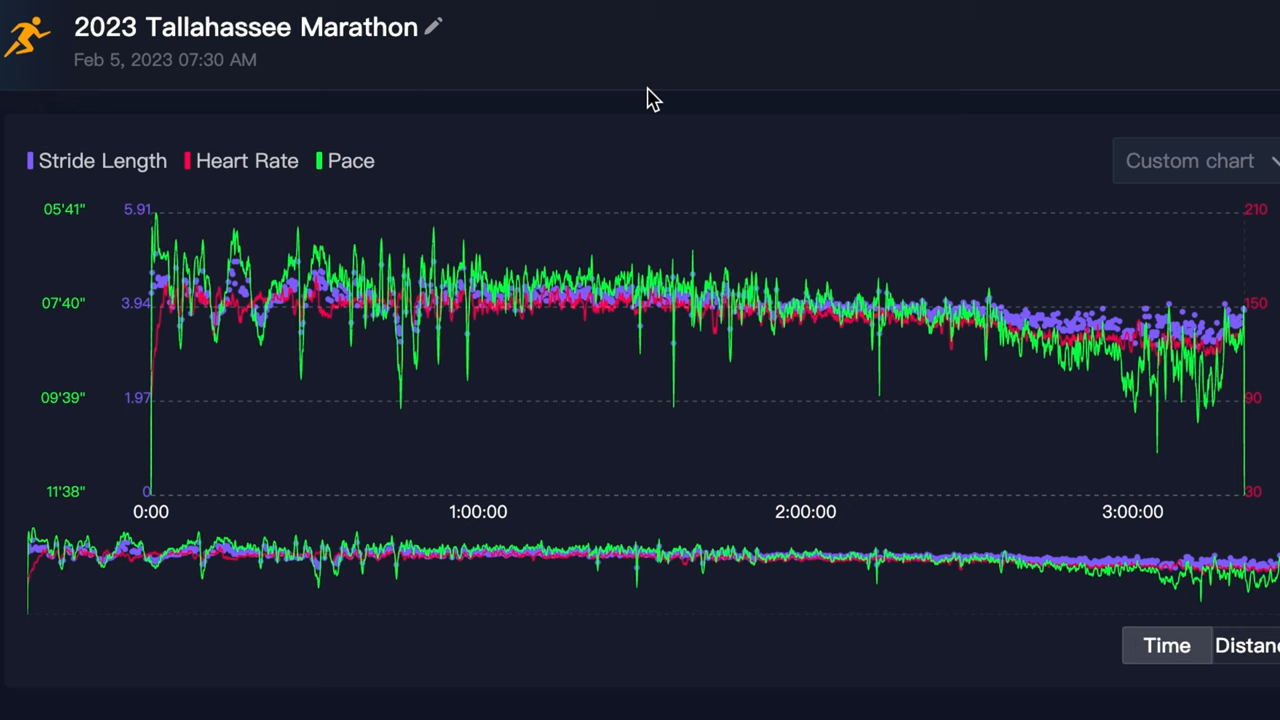 2023 Tallahassee Marathon
Feb 5, 2023 07:30 AM
Stride Length Heart Rate Pace
Custom chart
05'41" 5.91 210
07'40" 3.94 150
09'39" 1.97 90
11'38" 0 30
0:00 1:00:00 2:00:00 3:00:00
Time Distanc